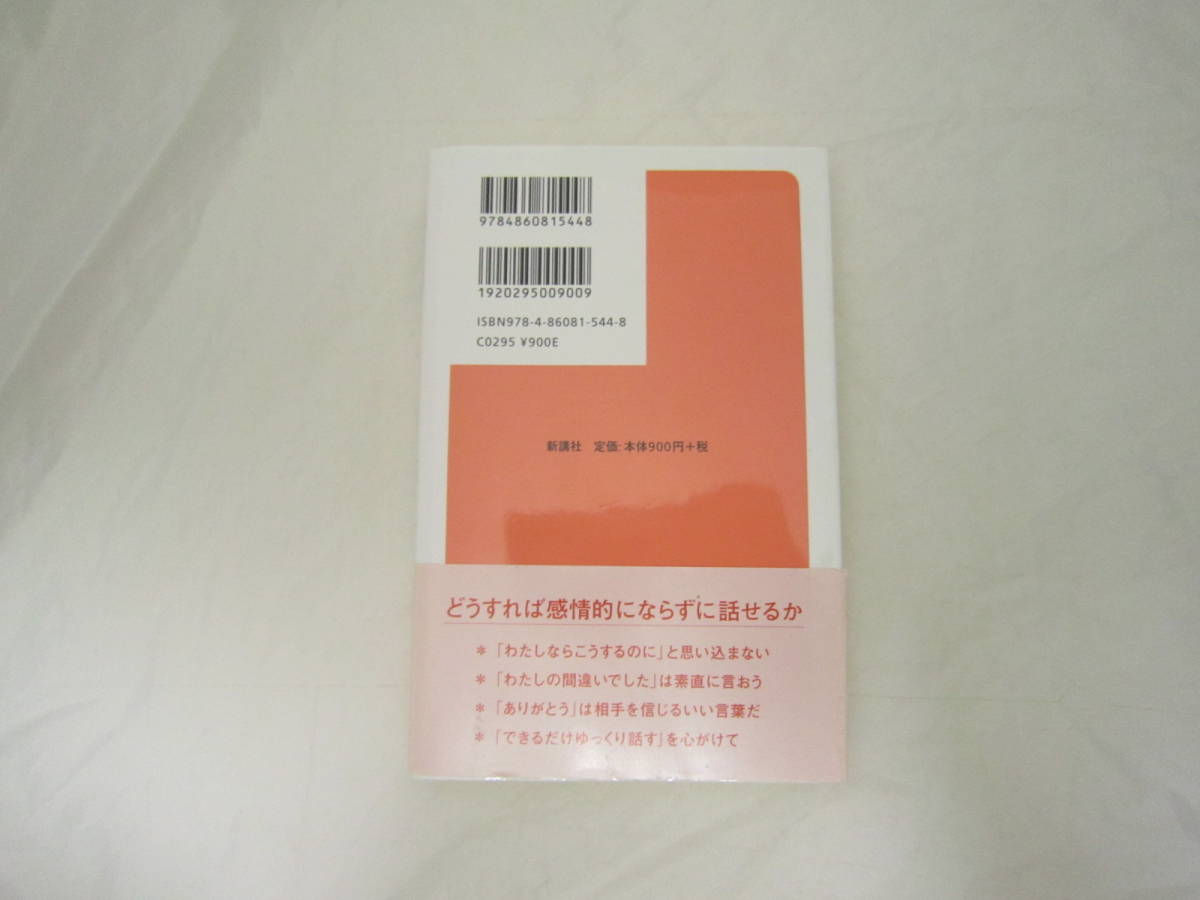 9784860815448
1920295009009
ISBN978-4-86081-544-8
C0295 ¥900E
新講社 定価:本体900円+税
どうすれば感情的にならずに話せるか
＊「わたしならこうするのに」と思い込まない
＊「わたしの間違いでした」は素直に言おう
＊「ありがとう」は相手を信じるいい言葉だ
＊「できるだけゆっくり話す」を心がけて